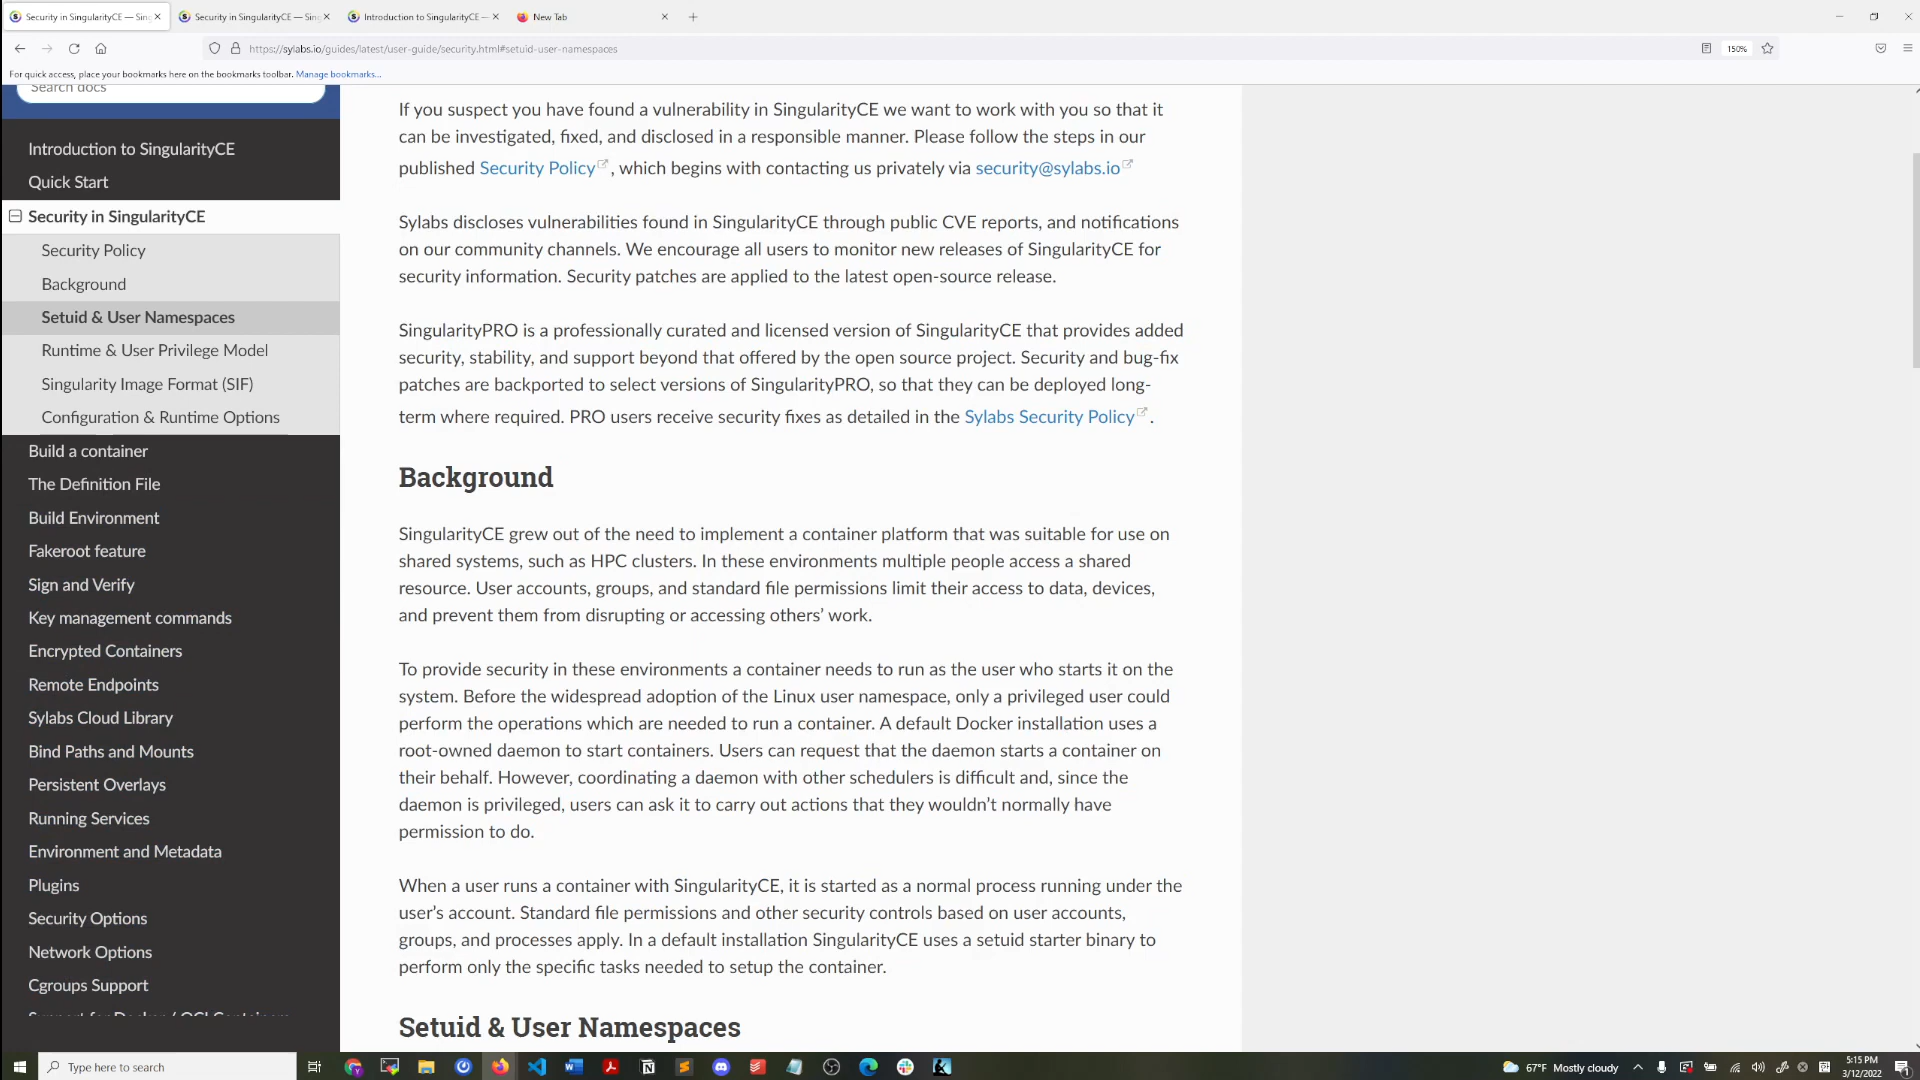 Security in SingularityCE — Sing
Security in SingularityCE — Sing
Introduction to SingularityCE —
New Tab
https://sylabs.io/guides/latest/user-guide/security.html#setuid-user-namespaces
150%
For quick access, place your bookmarks here on the bookmarks toolbar. Manage bookmarks...
Search docs
Introduction to SingularityCE
Quick Start
Security in SingularityCE
Security Policy
Background
Setuid & User Namespaces
Runtime & User Privilege Model
Singularity Image Format (SIF)
Configuration & Runtime Options
Build a container
The Definition File
Build Environment
Fakeroot feature
Sign and Verify
Key management commands
Encrypted Containers
Remote Endpoints
Sylabs Cloud Library
Bind Paths and Mounts
Persistent Overlays
Running Services
Environment and Metadata
Plugins
Security Options
Network Options
Cgroups Support
Support for Docker / OCI Containers
If you suspect you have found a vulnerability in SingularityCE we want to work with you so that it
can be investigated, fixed, and disclosed in a responsible manner. Please follow the steps in our
published Security Policy, which begins with contacting us privately via security@sylabs.io
Sylabs discloses vulnerabilities found in SingularityCE through public CVE reports, and notifications
on our community channels. We encourage all users to monitor new releases of SingularityCE for
security information. Security patches are applied to the latest open-source release.
SingularityPRO is a professionally curated and licensed version of SingularityCE that provides added
security, stability, and support beyond that offered by the open source project. Security and bug-fix
patches are backported to select versions of SingularityPRO, so that they can be deployed long-
term where required. PRO users receive security fixes as detailed in the Sylabs Security Policy.
Background
SingularityCE grew out of the need to implement a container platform that was suitable for use on
shared systems, such as HPC clusters. In these environments multiple people access a shared
resource. User accounts, groups, and standard file permissions limit their access to data, devices,
and prevent them from disrupting or accessing others’ work.
To provide security in these environments a container needs to run as the user who starts it on the
system. Before the widespread adoption of the Linux user namespace, only a privileged user could
perform the operations which are needed to run a container. A default Docker installation uses a
root-owned daemon to start containers. Users can request that the daemon starts a container on
their behalf. However, coordinating a daemon with other schedulers is difficult and, since the
daemon is privileged, users can ask it to carry out actions that they wouldn’t normally have
permission to do.
When a user runs a container with SingularityCE, it is started as a normal process running under the
user’s account. Standard file permissions and other security controls based on user accounts,
groups, and processes apply. In a default installation SingularityCE uses a setuid starter binary to
perform only the specific tasks needed to setup the container.
Setuid & User Namespaces
Type here to search
67°F Mostly cloudy
5:15 PM
3/12/2022